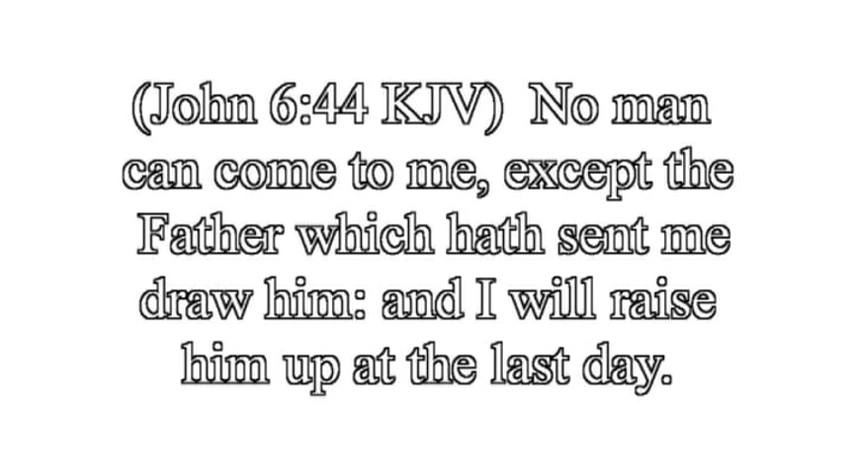 (John 6:44 KJV)  No man
can come to me, except the
Father which hath sent me
draw him: and I will raise
him up at the last day.